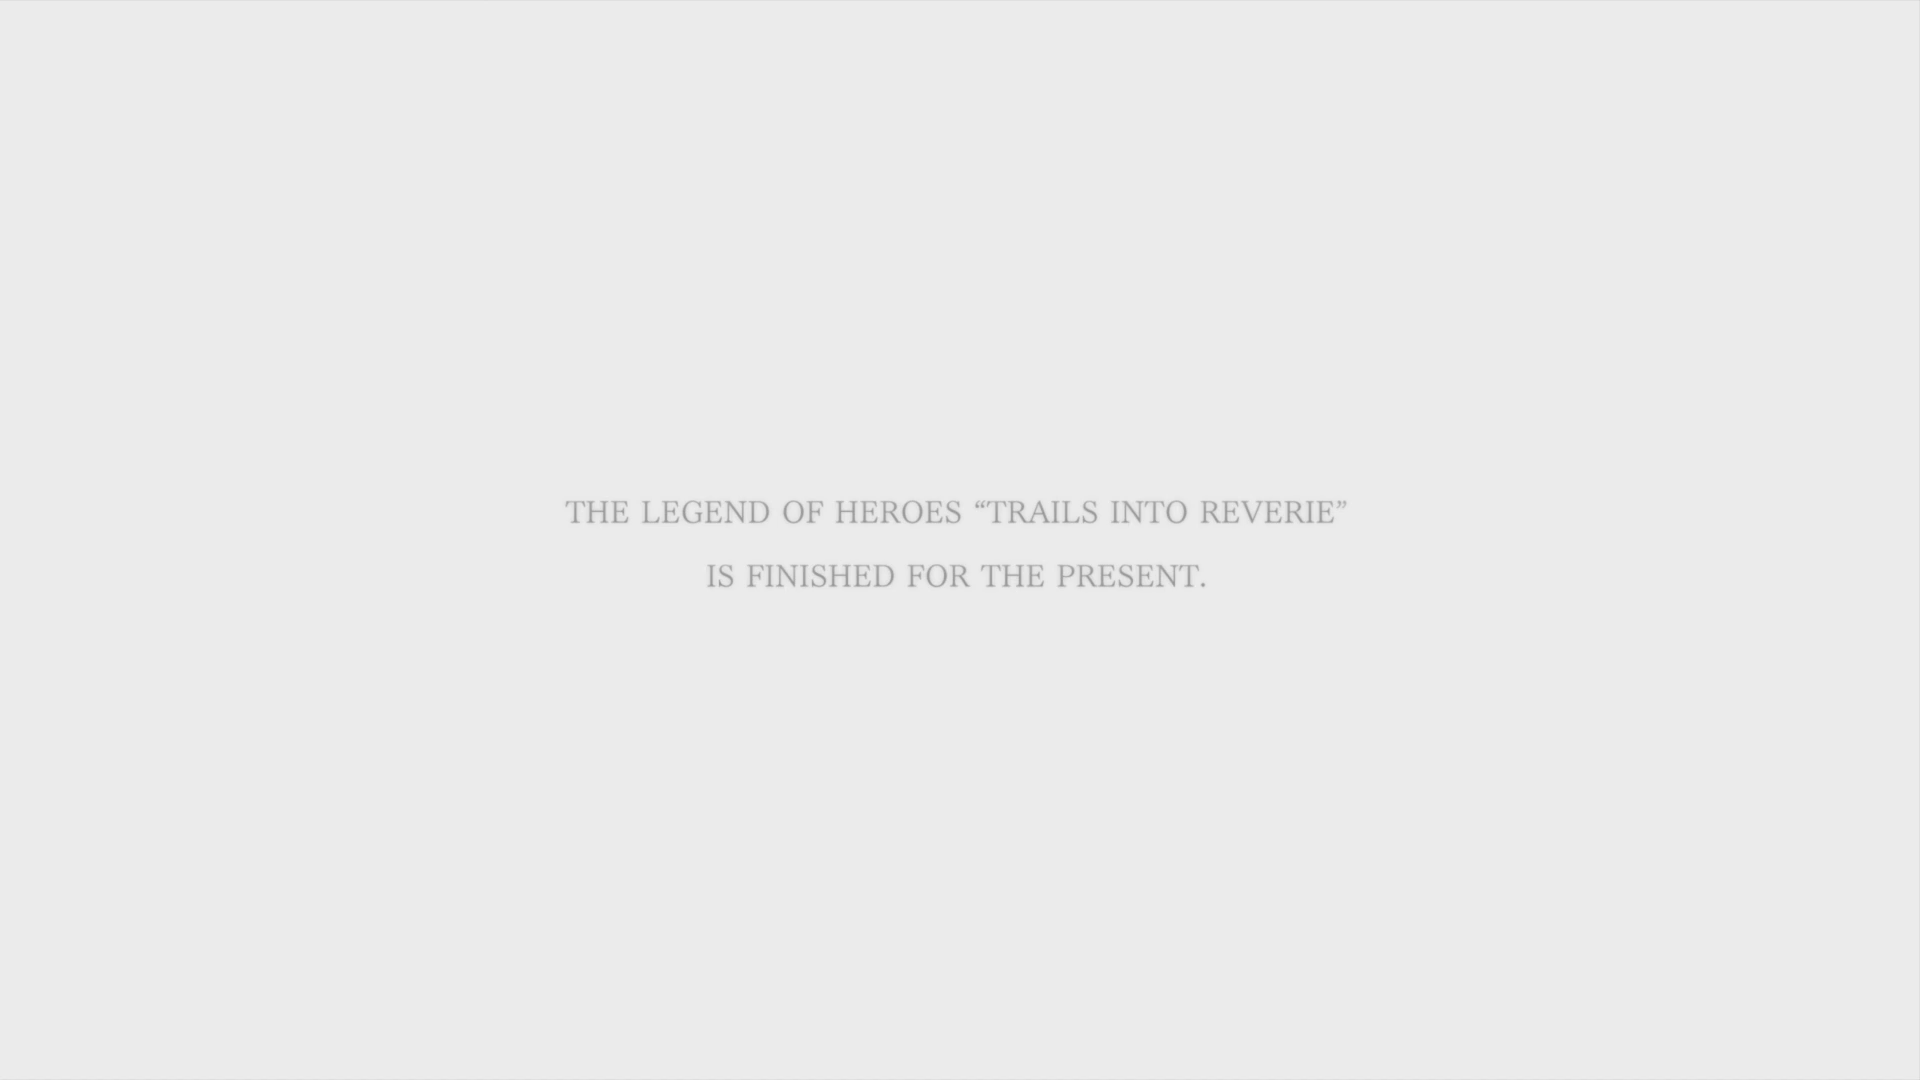 THE LEGEND OF HEROES “TRAILS INTO REVERIE”
IS FINISHED FOR THE PRESENT.